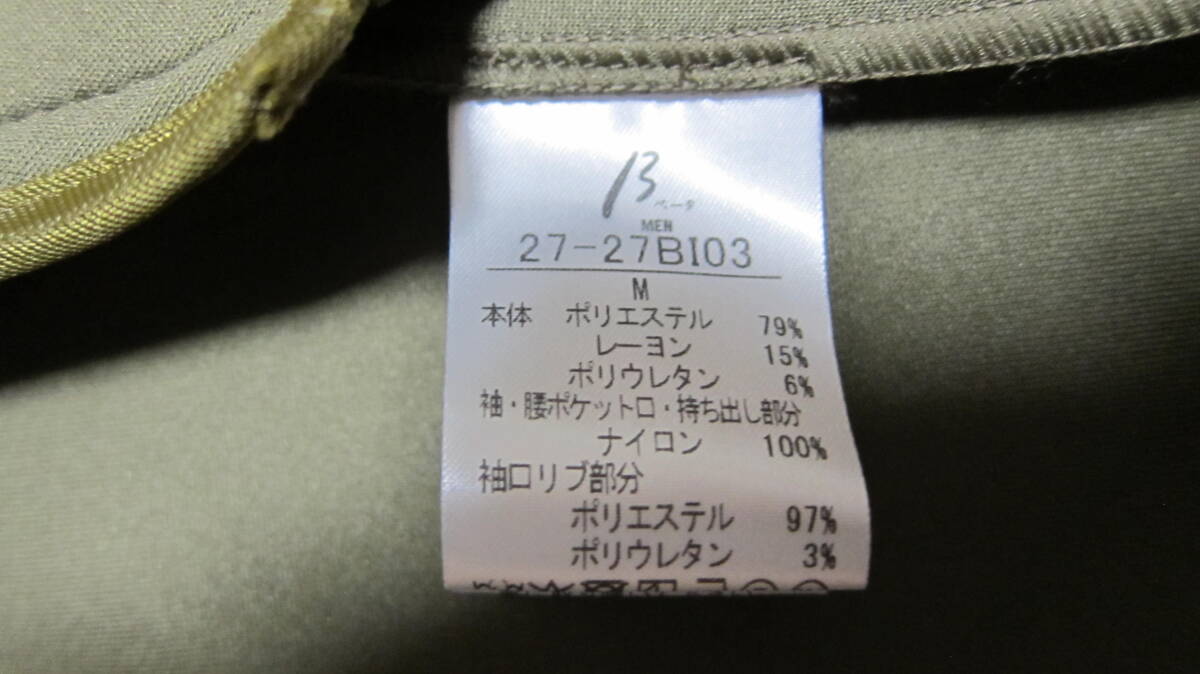 β
ベータ
MEN
27-27BI03
M
本体 ポリエステル 79%
レーヨン 15%
ポリウレタン 6%
袖・腰ポケット口・持ち出し部分
ナイロン 100%
袖口リブ部分
ポリエステル 97%
ポリウレタン 3%